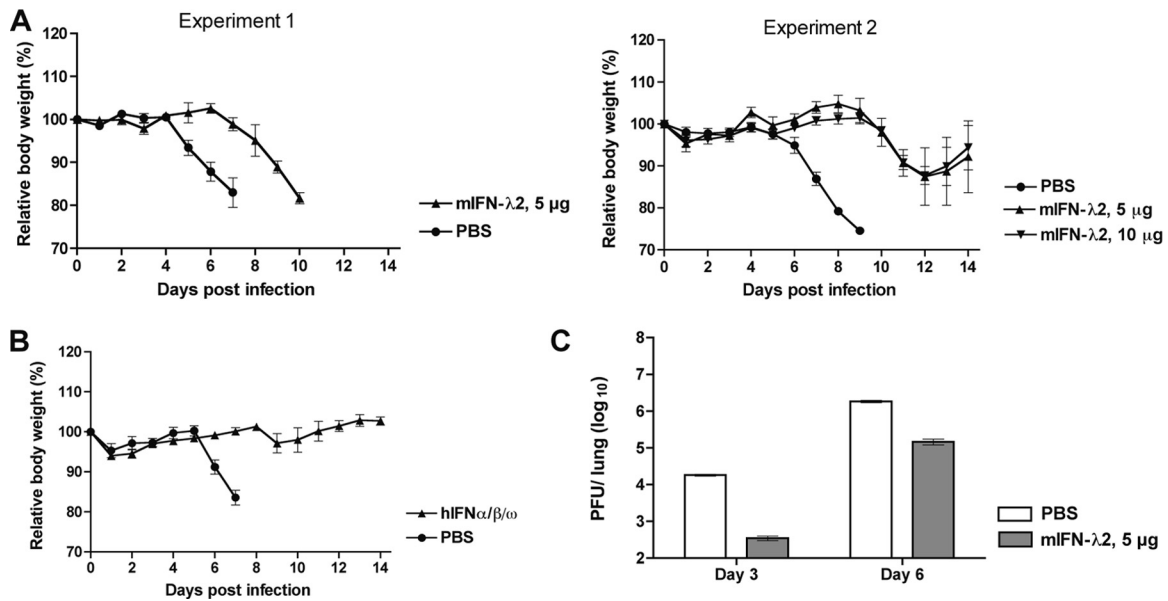 A
Experiment 1
Relative body weight (%)
120
110
100
90
80
70
0 2 4 6 8 10 12 14
Days post infection
mIFN-λ2, 5 µg
PBS
Experiment 2
Relative body weight (%)
120
110
100
90
80
70
0 2 4 6 8 10 12 14
Days post infection
PBS
mIFN-λ2, 5 µg
mIFN-λ2, 10 µg
B
Relative body weight (%)
120
110
100
90
80
70
0 2 4 6 8 10 12 14
Days post infection
hIFNα/β/ω
PBS
C
PFU/ lung (log10)
8
7
6
5
4
3
2
Day 3 Day 6
PBS
mIFN-λ2, 5 µg